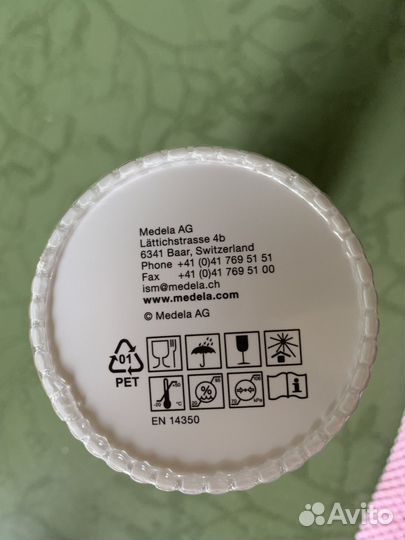 Medela AG
Lättichstrasse 4b
6341 Baar, Switzerland
Phone +41 (0)41 769 51 51
Fax +41 (0)41 769 51 00
ism@medela.ch
www.medela.com
© Medela AG
01
PET
EN 14350
Avito